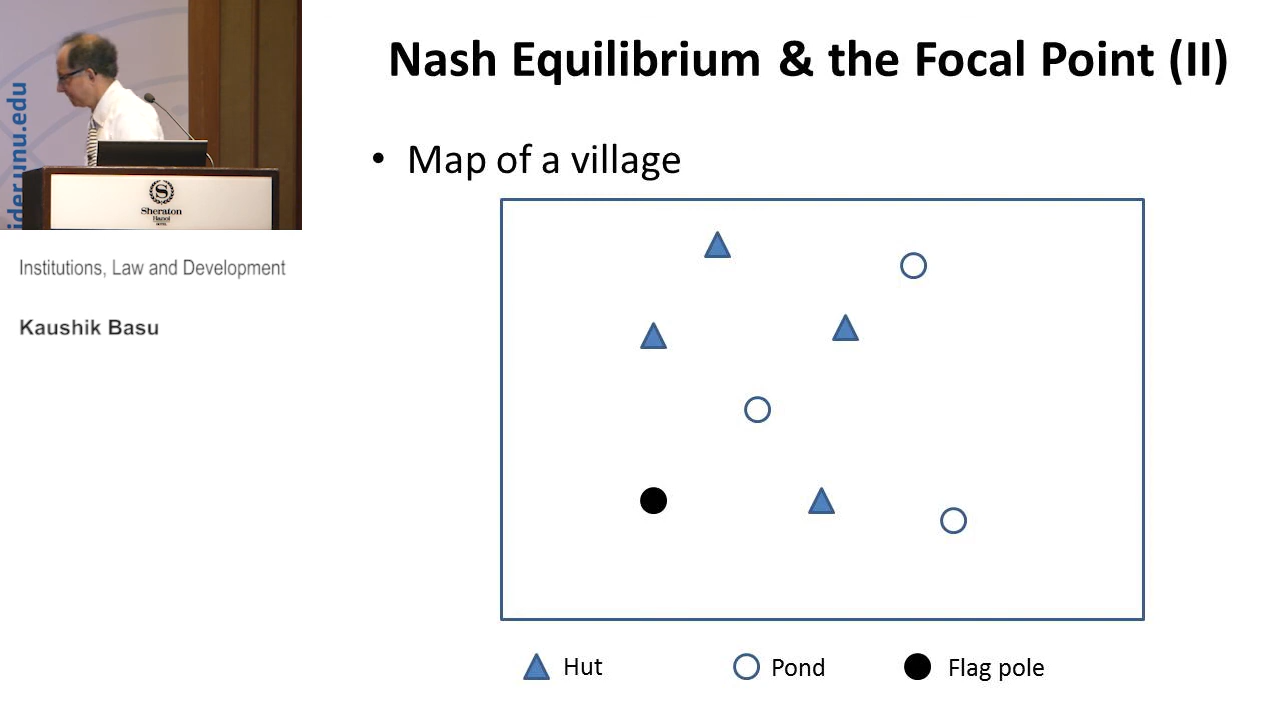 Nash Equilibrium & the Focal Point (II)
• Map of a village
Hut
Pond
Flag pole
ider.unu.edu
Sheraton
Hanoi
Institutions, Law and Development
Kaushik Basu